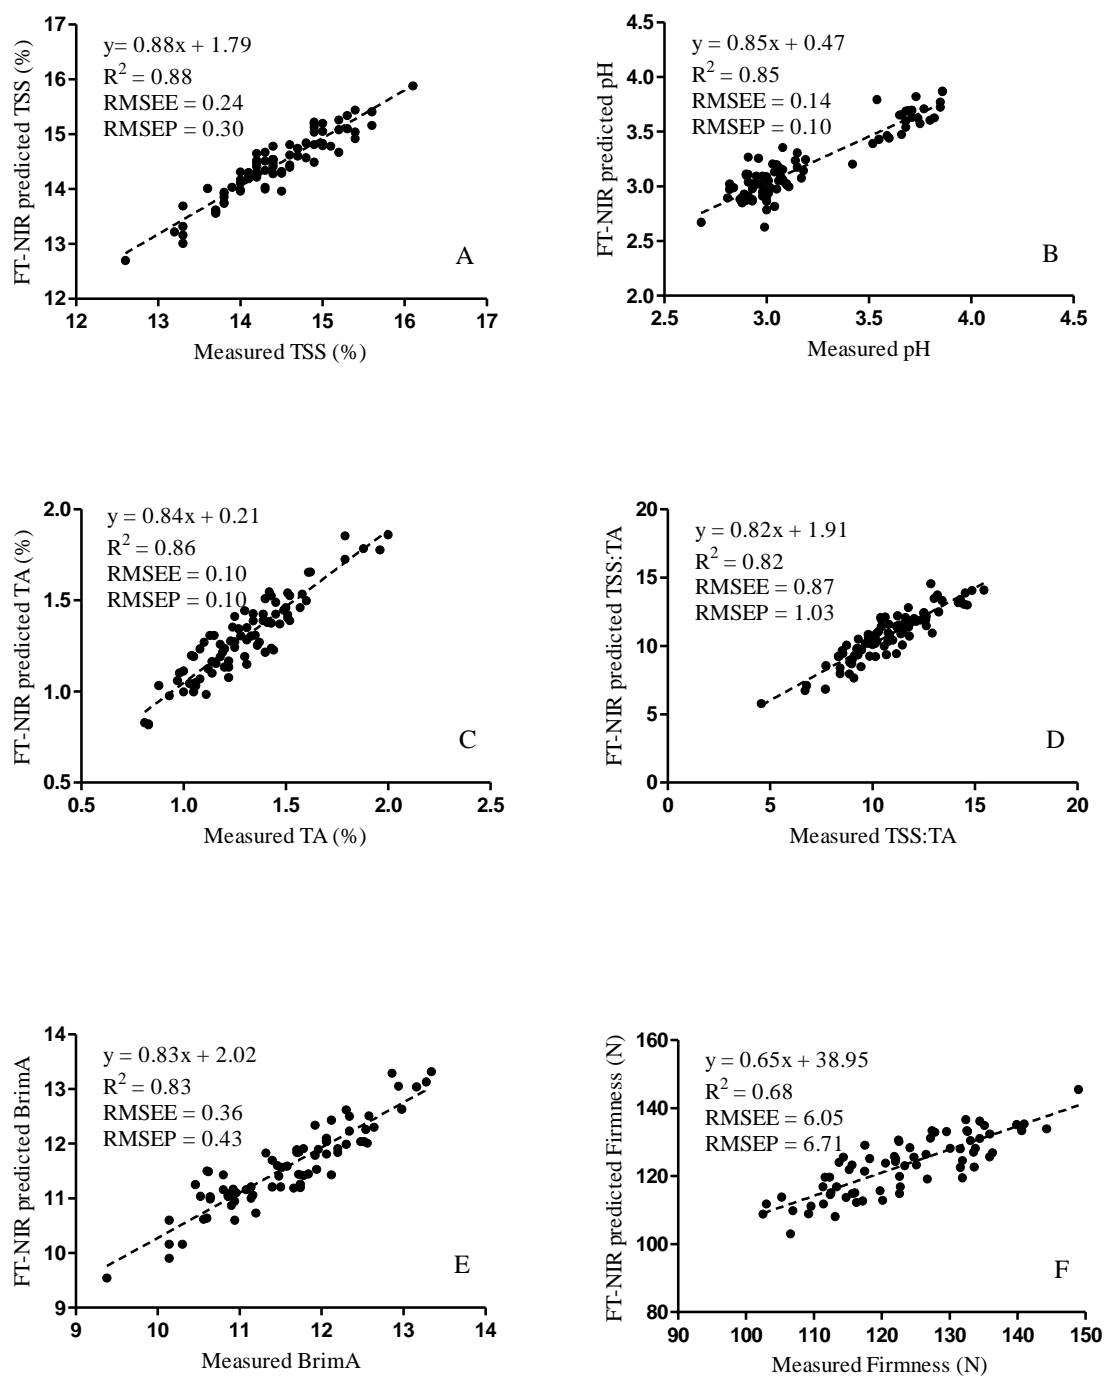 17
16
15
14
13
12
FT-NIR predicted TSS (%)
y= 0.88x + 1.79
R² = 0.88
RMSEE = 0.24
RMSEP = 0.30
A
12 13 14 15 16 17
Measured TSS (%)
4.5
4.0
3.5
3.0
2.5
2.0
FT-NIR predicted pH
y = 0.85x + 0.47
R² = 0.85
RMSEE = 0.14
RMSEP = 0.10
B
2.5 3.0 3.5 4.0 4.5
Measured pH
2.0
1.5
1.0
0.5
FT-NIR predicted TA (%)
y = 0.84x + 0.21
R² = 0.86
RMSEE = 0.10
RMSEP = 0.10
C
0.5 1.0 1.5 2.0 2.5
Measured TA (%)
20
15
10
5
0
FT-NIR predicted TSS:TA
y = 0.82x + 1.91
R² = 0.82
RMSEE = 0.87
RMSEP = 1.03
D
0 5 10 15 20
Measured TSS:TA
14
13
12
11
10
9
FT-NIR predicted BrimA
y = 0.83x + 2.02
R² = 0.83
RMSEE = 0.36
RMSEP = 0.43
E
9 10 11 12 13 14
Measured BrimA
160
140
120
100
80
FT-NIR predicted Firmness (N)
y = 0.65x + 38.95
R² = 0.68
RMSEE = 6.05
RMSEP = 6.71
F
90 100 110 120 130 140 150
Measured Firmness (N)